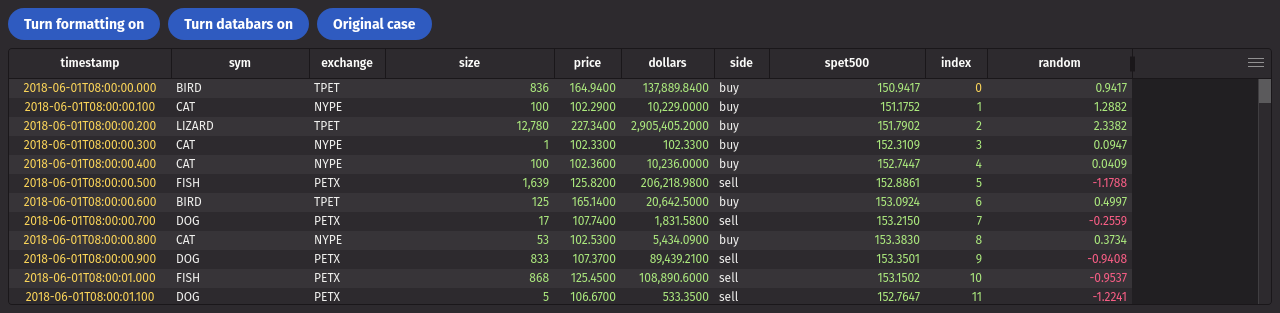 Turn formatting on Turn databars on Original case
timestamp sym exchange size price dollars side spet500 index random
2018-06-01T08:00:00.000 BIRD TPET 836 164.9400 137,889.8400 buy 150.9417 0 0.9417
2018-06-01T08:00:00.100 CAT NYPE 100 102.2900 10,229.0000 buy 151.1752 1 1.2882
2018-06-01T08:00:00.200 LIZARD TPET 12,780 227.3400 2,905,405.2000 buy 151.7902 2 2.3382
2018-06-01T08:00:00.300 CAT NYPE 1 102.3300 102.3300 buy 152.3109 3 0.0947
2018-06-01T08:00:00.400 CAT NYPE 100 102.3600 10,236.0000 buy 152.7447 4 0.0409
2018-06-01T08:00:00.500 FISH PETX 1,639 125.8200 206,218.9800 sell 152.8861 5 -1.1788
2018-06-01T08:00:00.600 BIRD TPET 125 165.1400 20,642.5000 buy 153.0924 6 0.4997
2018-06-01T08:00:00.700 DOG PETX 17 107.7400 1,831.5800 sell 153.2150 7 -0.2559
2018-06-01T08:00:00.800 CAT NYPE 53 102.5300 5,434.0900 buy 153.3830 8 0.3734
2018-06-01T08:00:00.900 DOG PETX 833 107.3700 89,439.2100 sell 153.3501 9 -0.9408
2018-06-01T08:00:01.000 FISH PETX 868 125.4500 108,890.6000 sell 153.1502 10 -0.9537
2018-06-01T08:00:01.100 DOG PETX 5 106.6700 533.3500 sell 152.7647 11 -1.2241